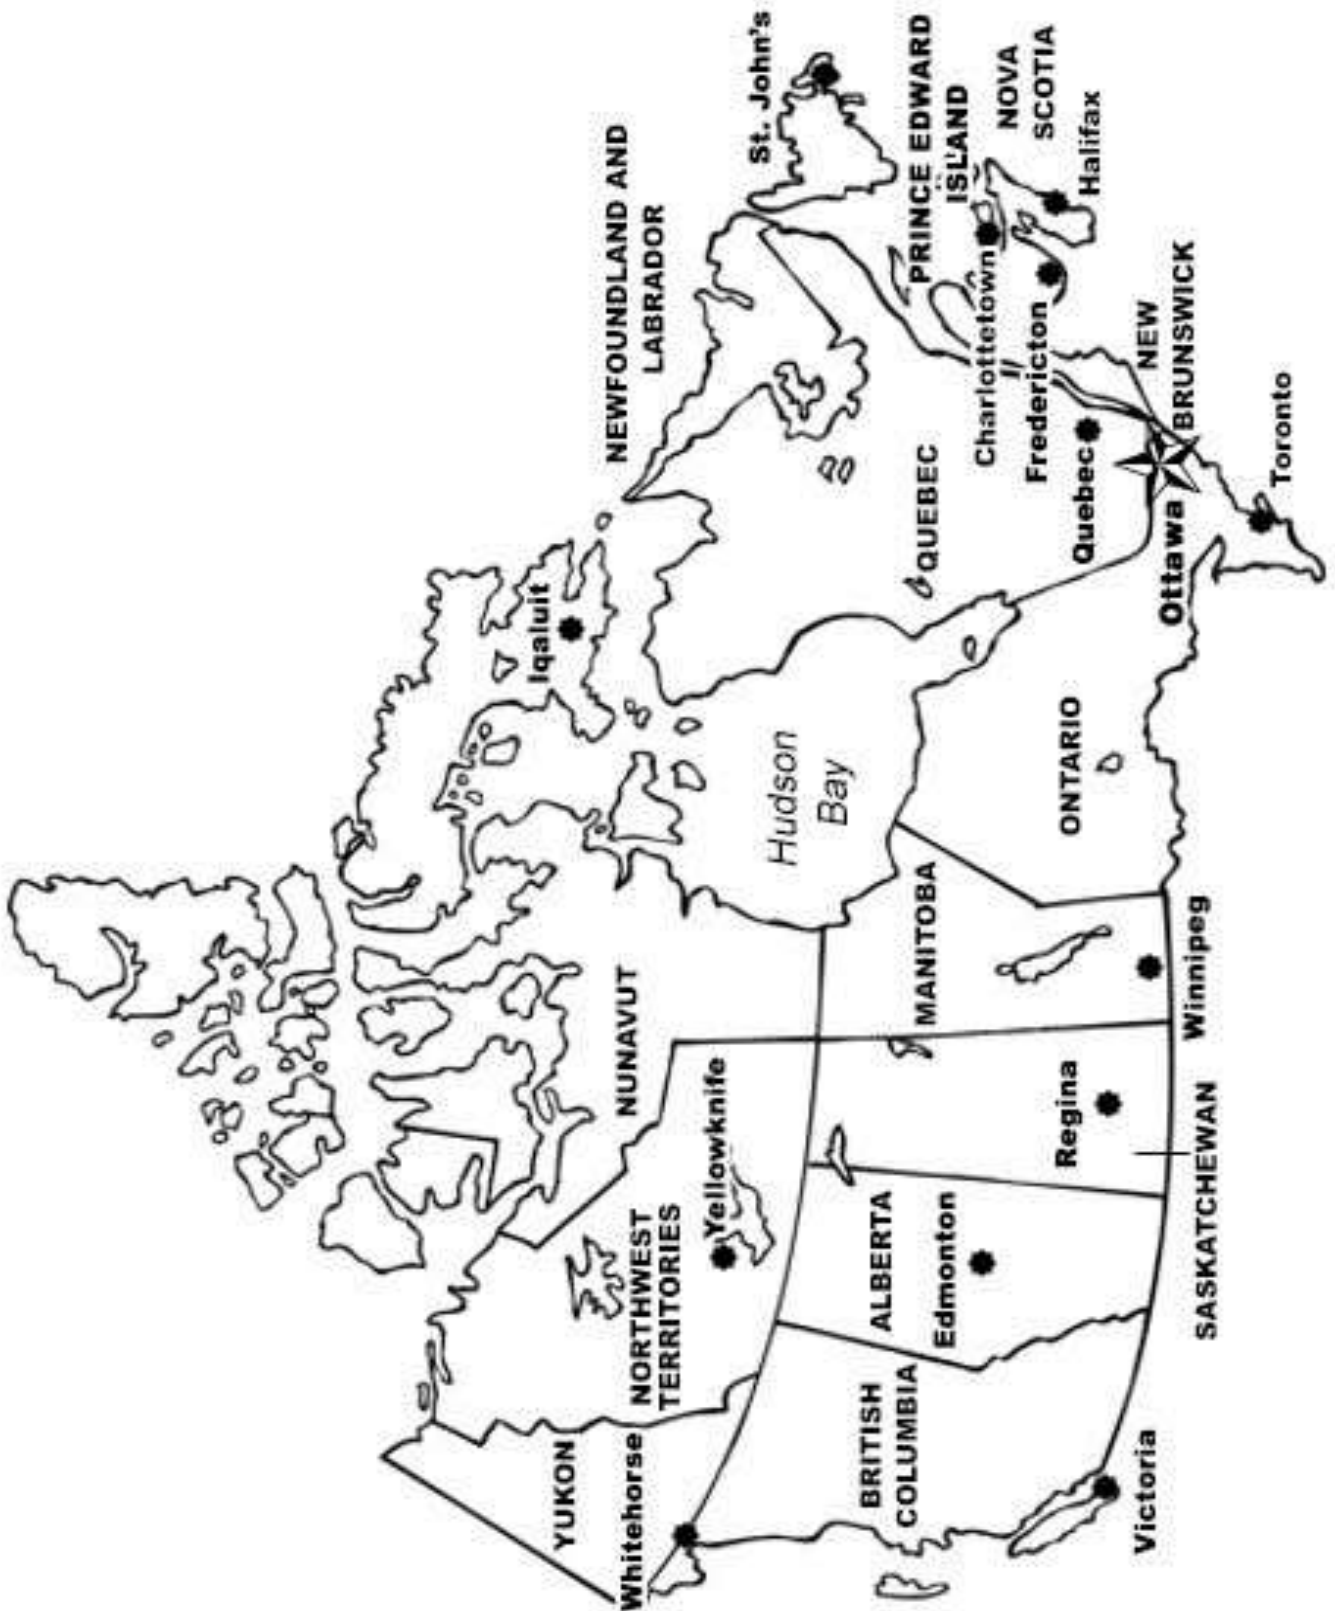 YUKON
Whitehorse
NORTHWEST
TERRITORIES
Yellowknife
NUNAVUT
Iqaluit
Hudson
Bay
NEWFOUNDLAND AND
LABRADOR
St. John's
BRITISH
COLUMBIA
Victoria
ALBERTA
Edmonton
Regina
SASKATCHEWAN
MANITOBA
Winnipeg
ONTARIO
Ottawa
Toronto
QUEBEC
Quebec
PRINCE EDWARD
ISLAND
Charlottetown
Fredericton
NEW
BRUNSWICK
NOVA
SCOTIA
Halifax